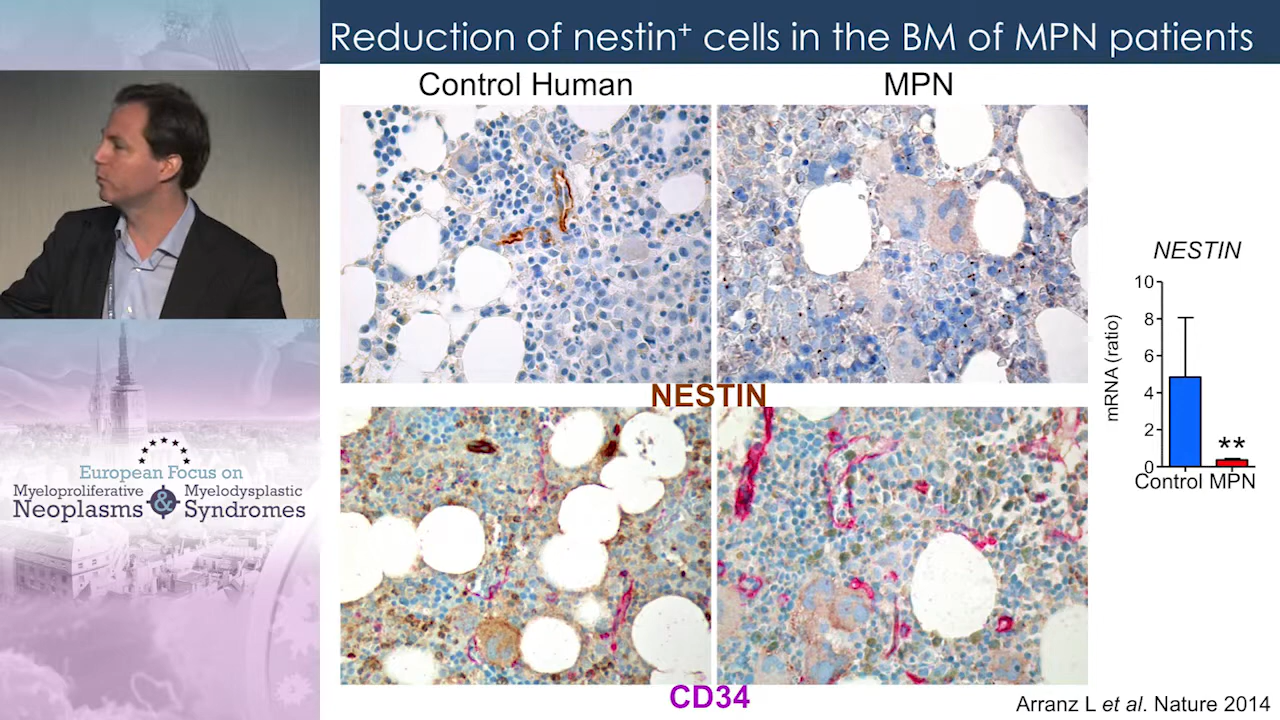 Reduction of nestin⁺ cells in the BM of MPN patients
Control Human
MPN
NESTIN
CD34
NESTIN
mRNA (ratio)
10
8
6
4
2
0
**
Control MPN
Arranz L et al. Nature 2014
European Focus on
Myeloproliferative Myelodysplastic
Neoplasms & Syndromes